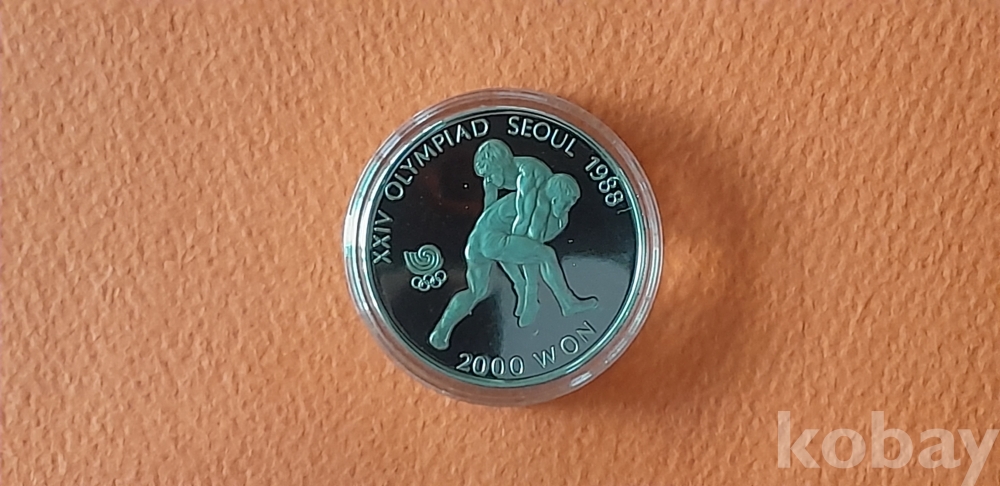 XXIV OLYMPIAD SEOUL 1988
2000 WON
kobay